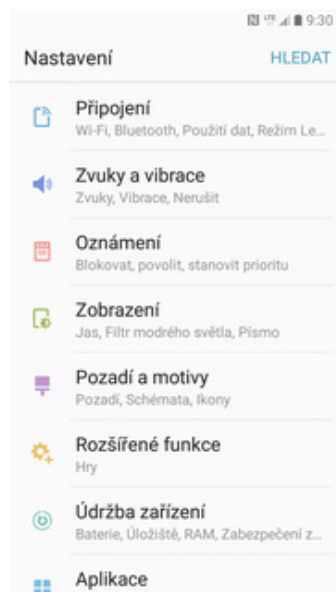 9:30
Nastavení HLEDAT
Připojení
Wi-Fi, Bluetooth, Použití dat, Režim Le...
Zvuky a vibrace
Zvuky, Vibrace, Nerušit
Oznámení
Blokovat, povolit, stanovit prioritu
Zobrazení
Jas, Filtr modrého světla, Písmo
Pozadí a motivy
Pozadí, Schémata, Ikony
Rozšířené funkce
Hry
Údržba zařízení
Baterie, Úložiště, RAM, Zabezpečení z...
Aplikace